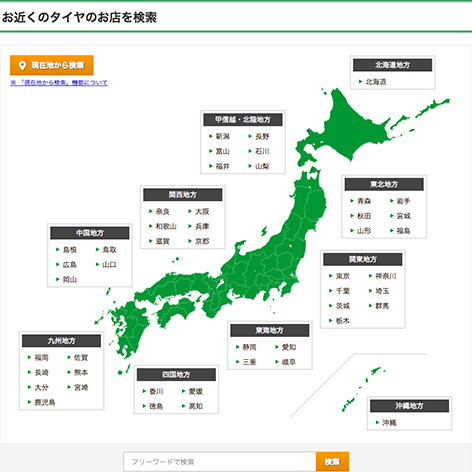 お近くのタイヤのお店を検索
現在地から検索
※ 「現在地から検索」機能について
北海道地方
北海道
甲信越・北陸地方
新潟 長野
富山 石川
福井 山梨
東北地方
青森 岩手
秋田 宮城
山形 福島
関西地方
奈良 大阪
和歌山 兵庫
滋賀 京都
中国地方
島根 鳥取
広島 山口
岡山
関東地方
東京 神奈川
千葉 埼玉
茨城 群馬
栃木
東海地方
静岡 愛知
三重 岐阜
九州地方
福岡 佐賀
長崎 熊本
大分 宮崎
鹿児島
四国地方
香川 愛媛
徳島 高知
沖縄地方
沖縄
フリーワードで検索
検索